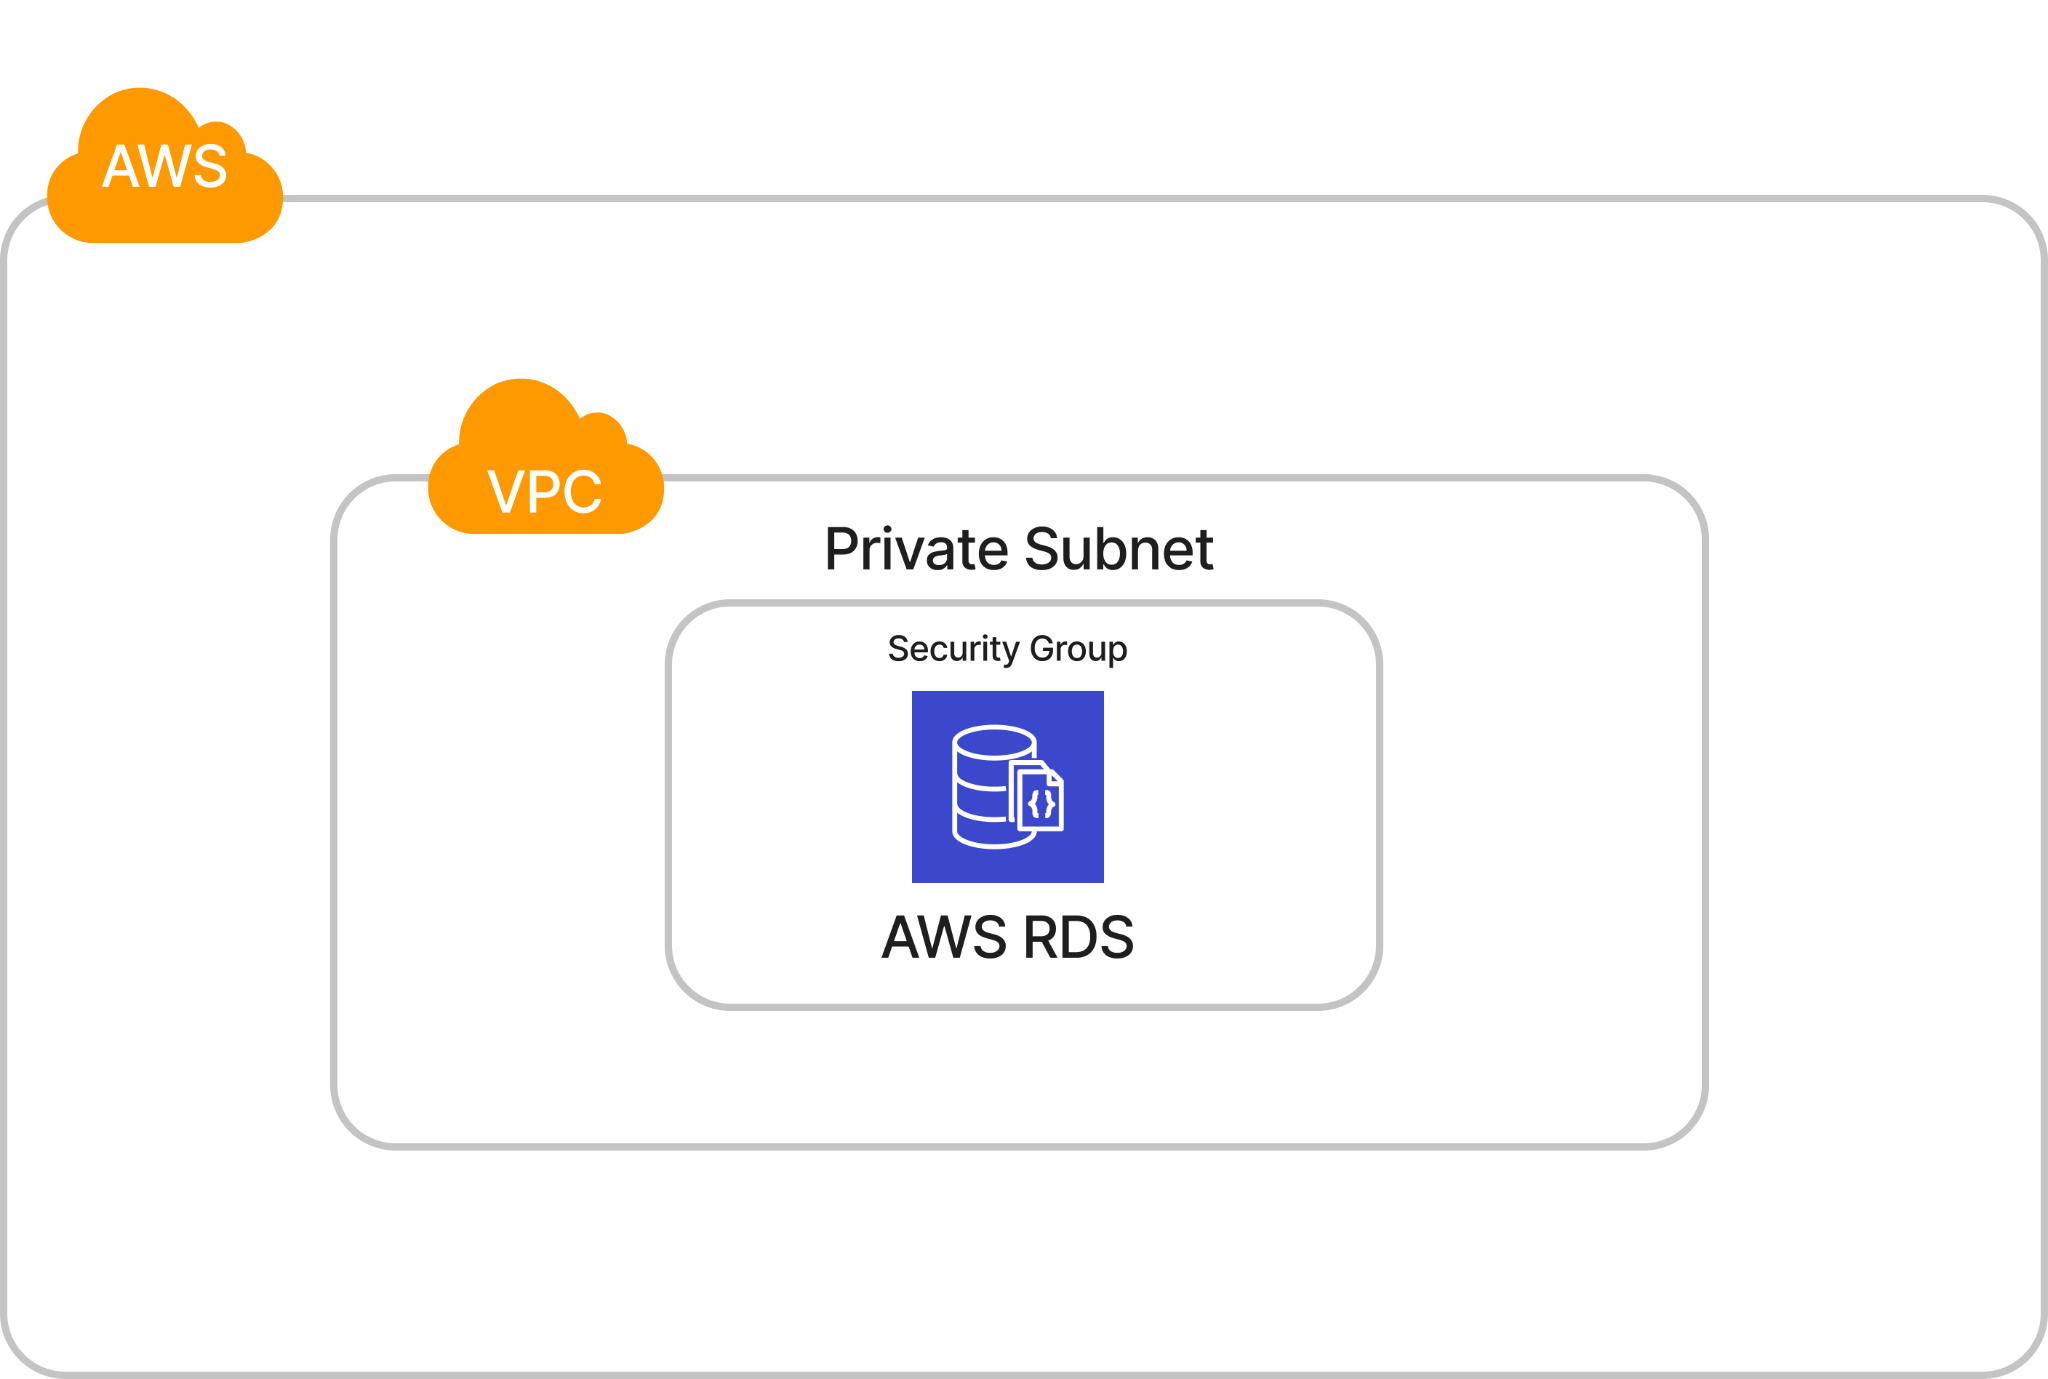 AWS
VPC
Private Subnet
Security Group
{ }
AWS RDS